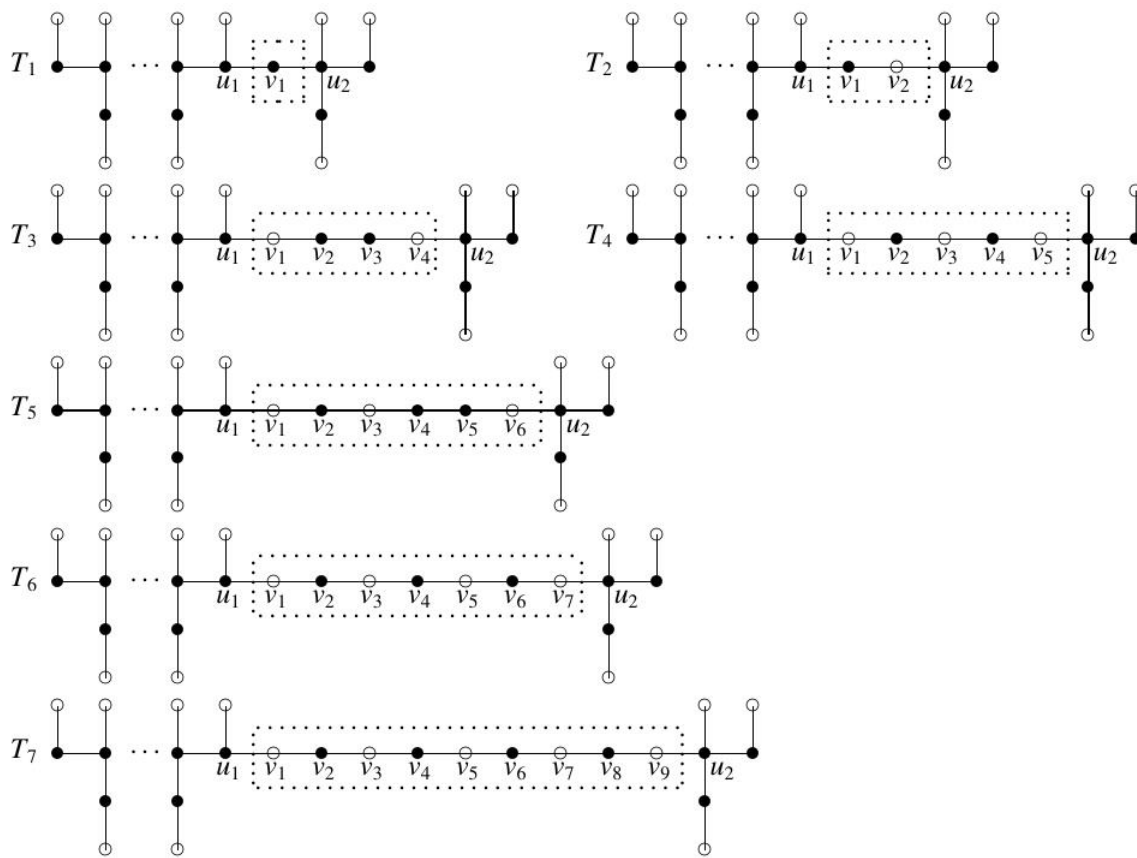 T₁ ⋯ u₁ v₁ u₂
T₂ ⋯ u₁ v₁ v₂ u₂
T₃ ⋯ u₁ v₁ v₂ v₃ v₄ u₂
T₄ ⋯ u₁ v₁ v₂ v₃ v₄ v₅ u₂
T₅ ⋯ u₁ v₁ v₂ v₃ v₄ v₅ v₆ u₂
T₆ ⋯ u₁ v₁ v₂ v₃ v₄ v₅ v₆ v₇ u₂
T₇ ⋯ u₁ v₁ v₂ v₃ v₄ v₅ v₆ v₇ v₈ v₉ u₂